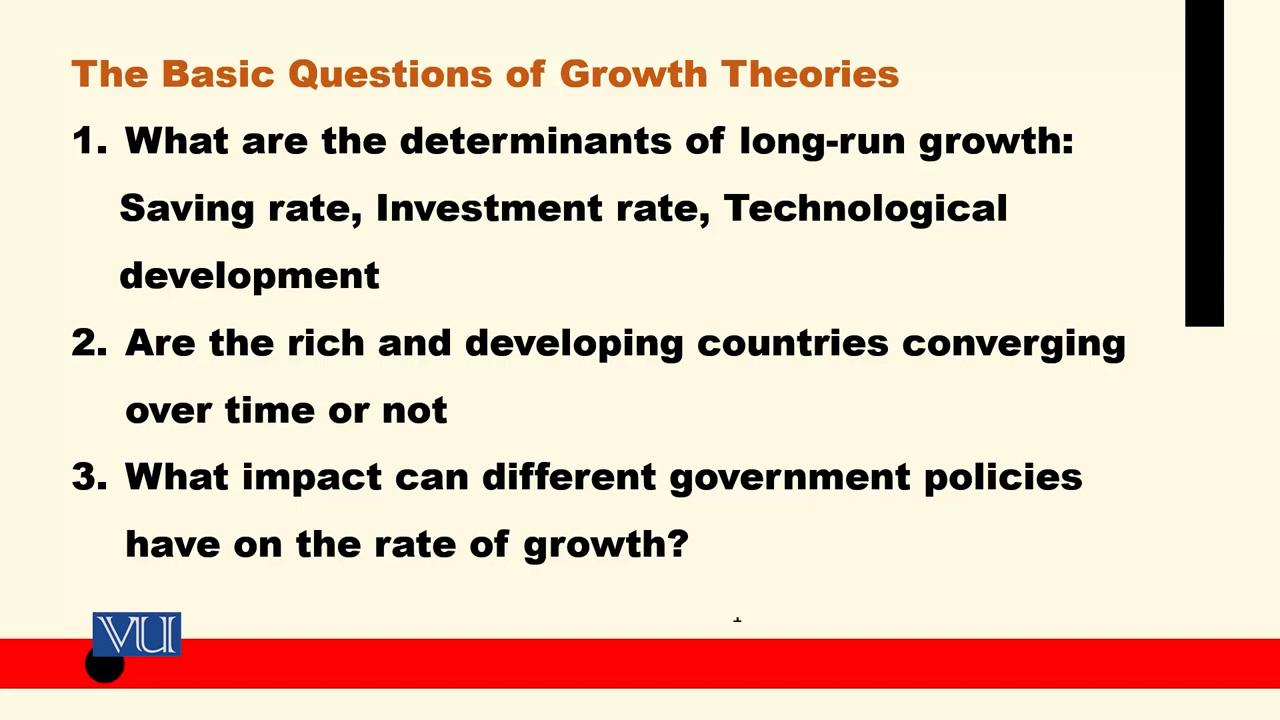 The Basic Questions of Growth Theories
1. What are the determinants of long-run growth:
Saving rate, Investment rate, Technological
development
2. Are the rich and developing countries converging
over time or not
3. What impact can different government policies
have on the rate of growth?
1
VU